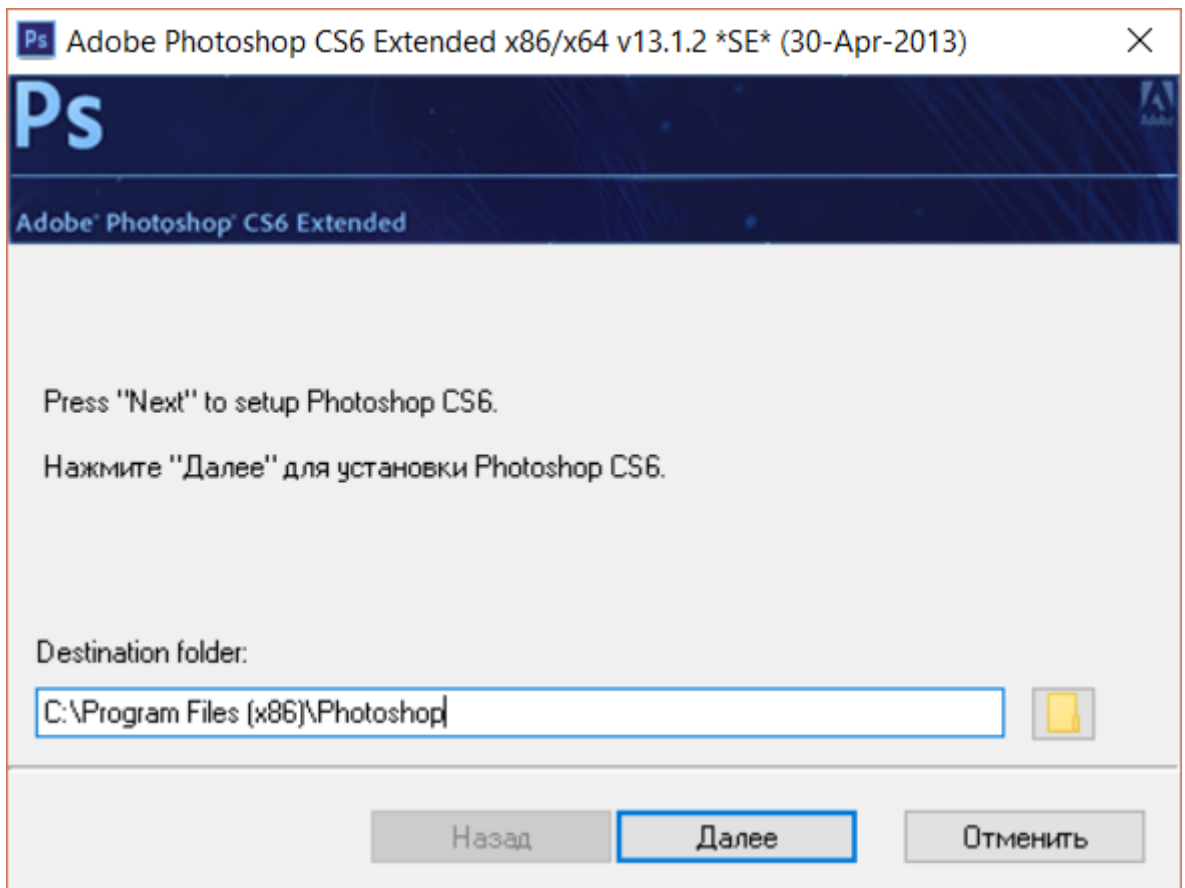 Ps Adobe Photoshop CS6 Extended x86/x64 v13.1.2 *SE* (30-Apr-2013)
Ps
Adobe
Adobe® Photoshop® CS6 Extended
Press "Next" to setup Photoshop CS6.
Нажмите "Далее" для установки Photoshop CS6.
Destination folder:
C:\Program Files (x86)\Photoshop
Назад Далее Отменить